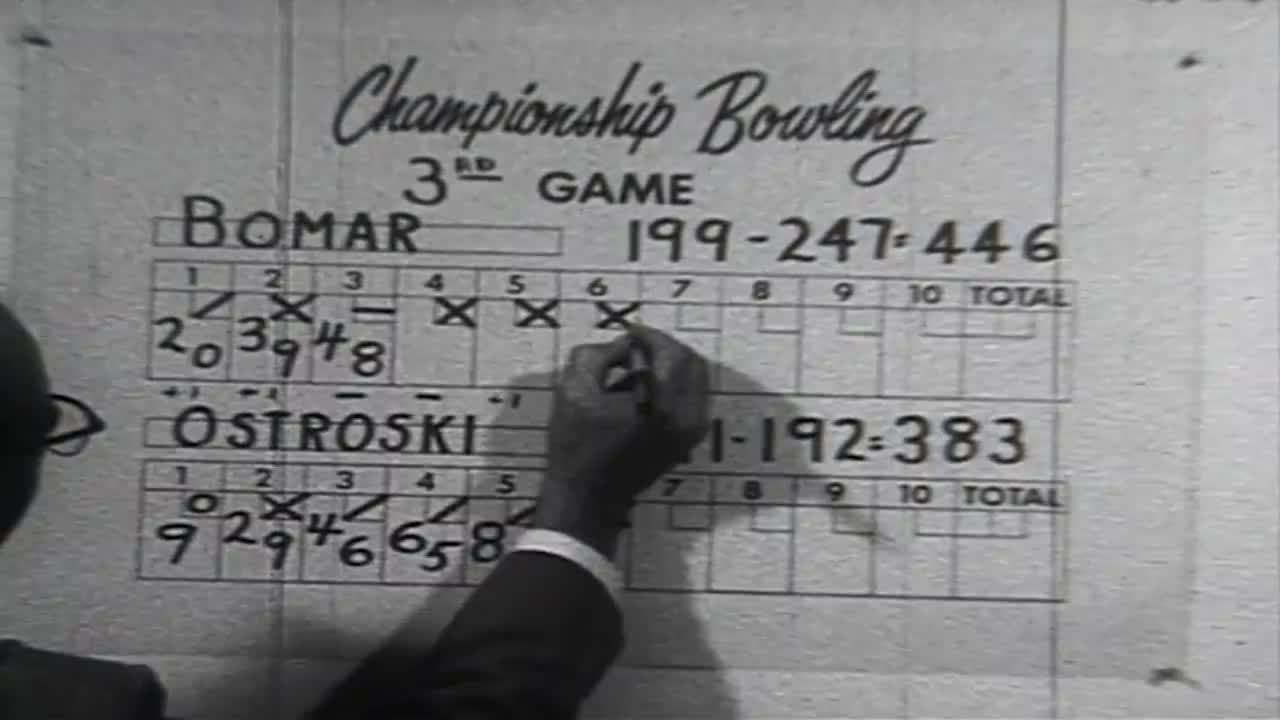 Championship Bowling
3RD GAME
BOMAR 199-247=446
1 2 3 4 5 6 7 8 9 10 TOTAL
/ X — X X X
20 39 48
+1 -1 — — +1
OSTROSKI 1-192=383
1 2 3 4 5 7 8 9 10 TOTAL
0 X / / /
9 29 46 65 8